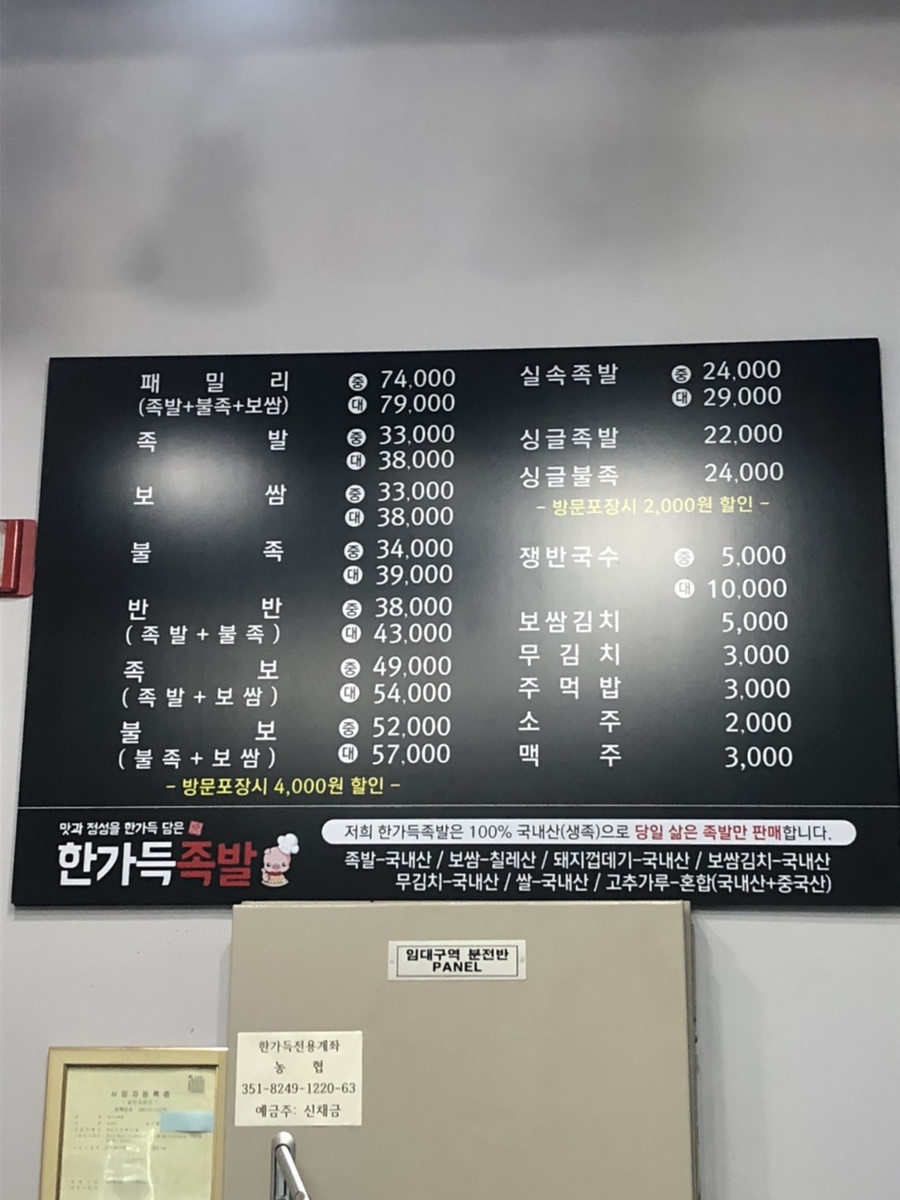 패밀리 중 74,000
(족발+불족+보쌈) 대 79,000
족발 중 33,000
대 38,000
보쌈 중 33,000
대 38,000
불족 중 34,000
대 39,000
반반 중 38,000
(족발+불족) 대 43,000
족보 중 49,000
(족발+보쌈) 대 54,000
불보 중 52,000
(불족+보쌈) 대 57,000
- 방문포장시 4,000원 할인 -
실속족발 중 24,000
대 29,000
싱글족발 22,000
싱글불족 24,000
- 방문포장시 2,000원 할인 -
쟁반국수 중 5,000
대 10,000
보쌈김치 5,000
무김치 3,000
주먹밥 3,000
소주 2,000
맥주 3,000
맛과 정성을 한가득 담은
한가득족발
저희 한가득족발은 100% 국내산(생족)으로 당일 삶은 족발만 판매합니다.
족발-국내산 / 보쌈-칠레산 / 돼지껍데기-국내산 / 보쌈김치-국내산
무김치-국내산 / 쌀-국내산 / 고추가루-혼합(국내산+중국산)
임대구역 분전반
PANEL
한가득전용계좌
농협
351-8249-1220-63
예금주: 신채금
사업자등록증